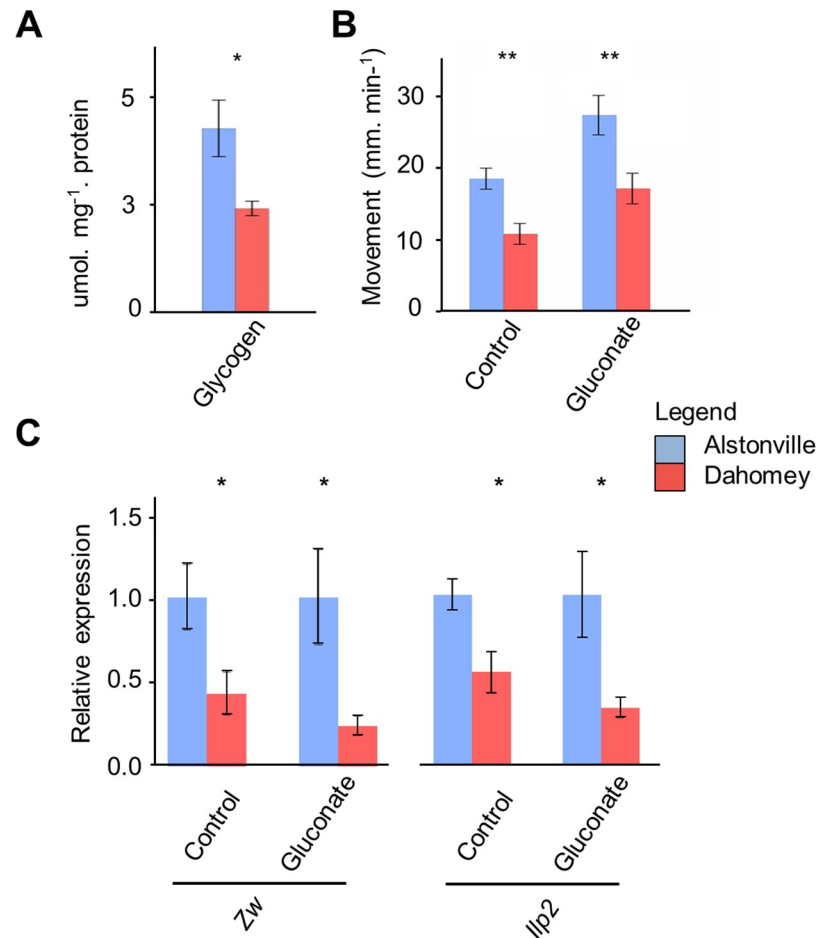 A
*
umol. mg-1. protein
5
3
0
Glycogen
B
** **
Movement (mm. min-1)
30
20
10
0
Control
Gluconate
Legend
Alstonville
Dahomey
C
* * * *
Relative expression
1.5
1.0
0.5
0.0
Control
Gluconate
Control
Gluconate
Zw
Ilp2